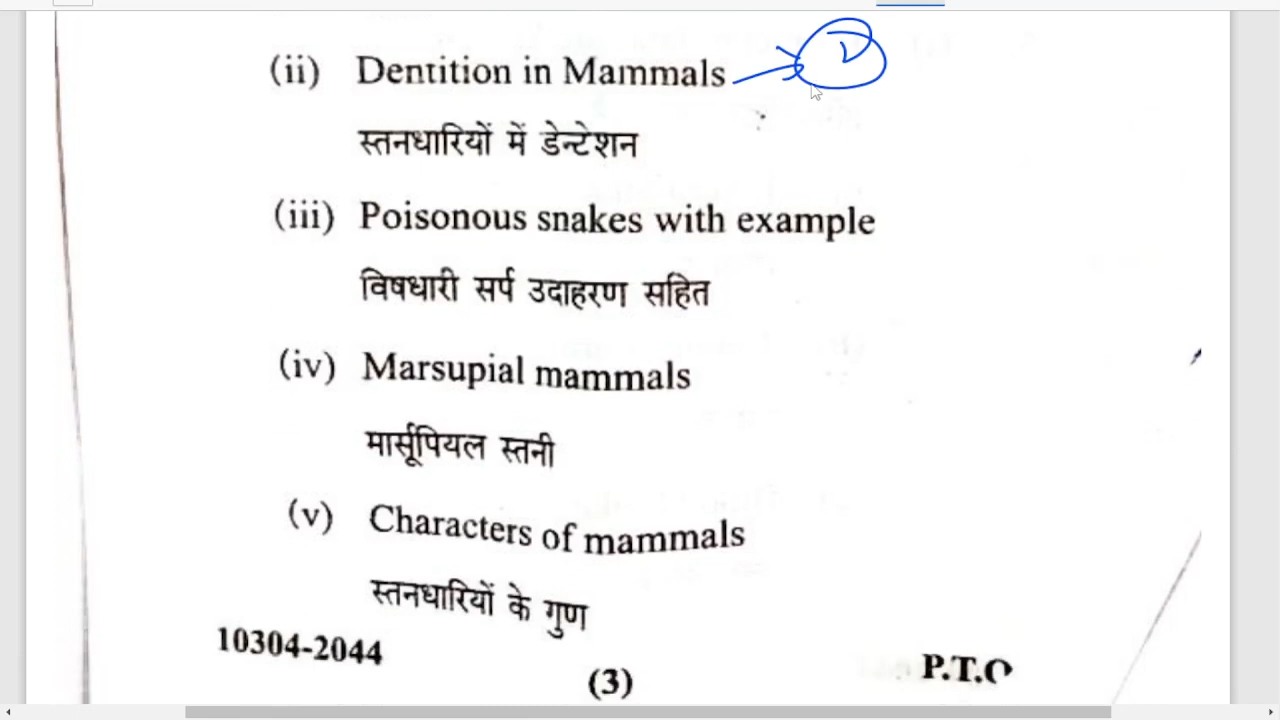 (ii) Dentition in Mammals
स्तनधारियों में डेन्टेशन
(iii) Poisonous snakes with example
विषधारी सर्प उदाहरण सहित
(iv) Marsupial mammals
मार्सूपियल स्तनी
(v) Characters of mammals
स्तनधारियों के गुण
10304-2044
(3)
P.T.O